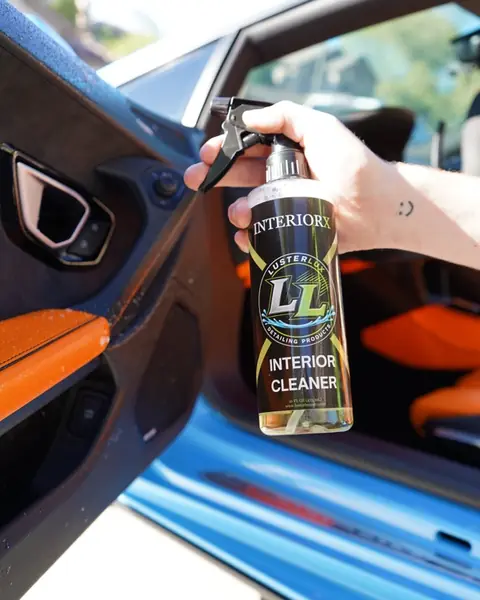 INTERIORX
LUSTERLUX
LL
DETAILING PRODUCTS
INTERIOR
CLEANER